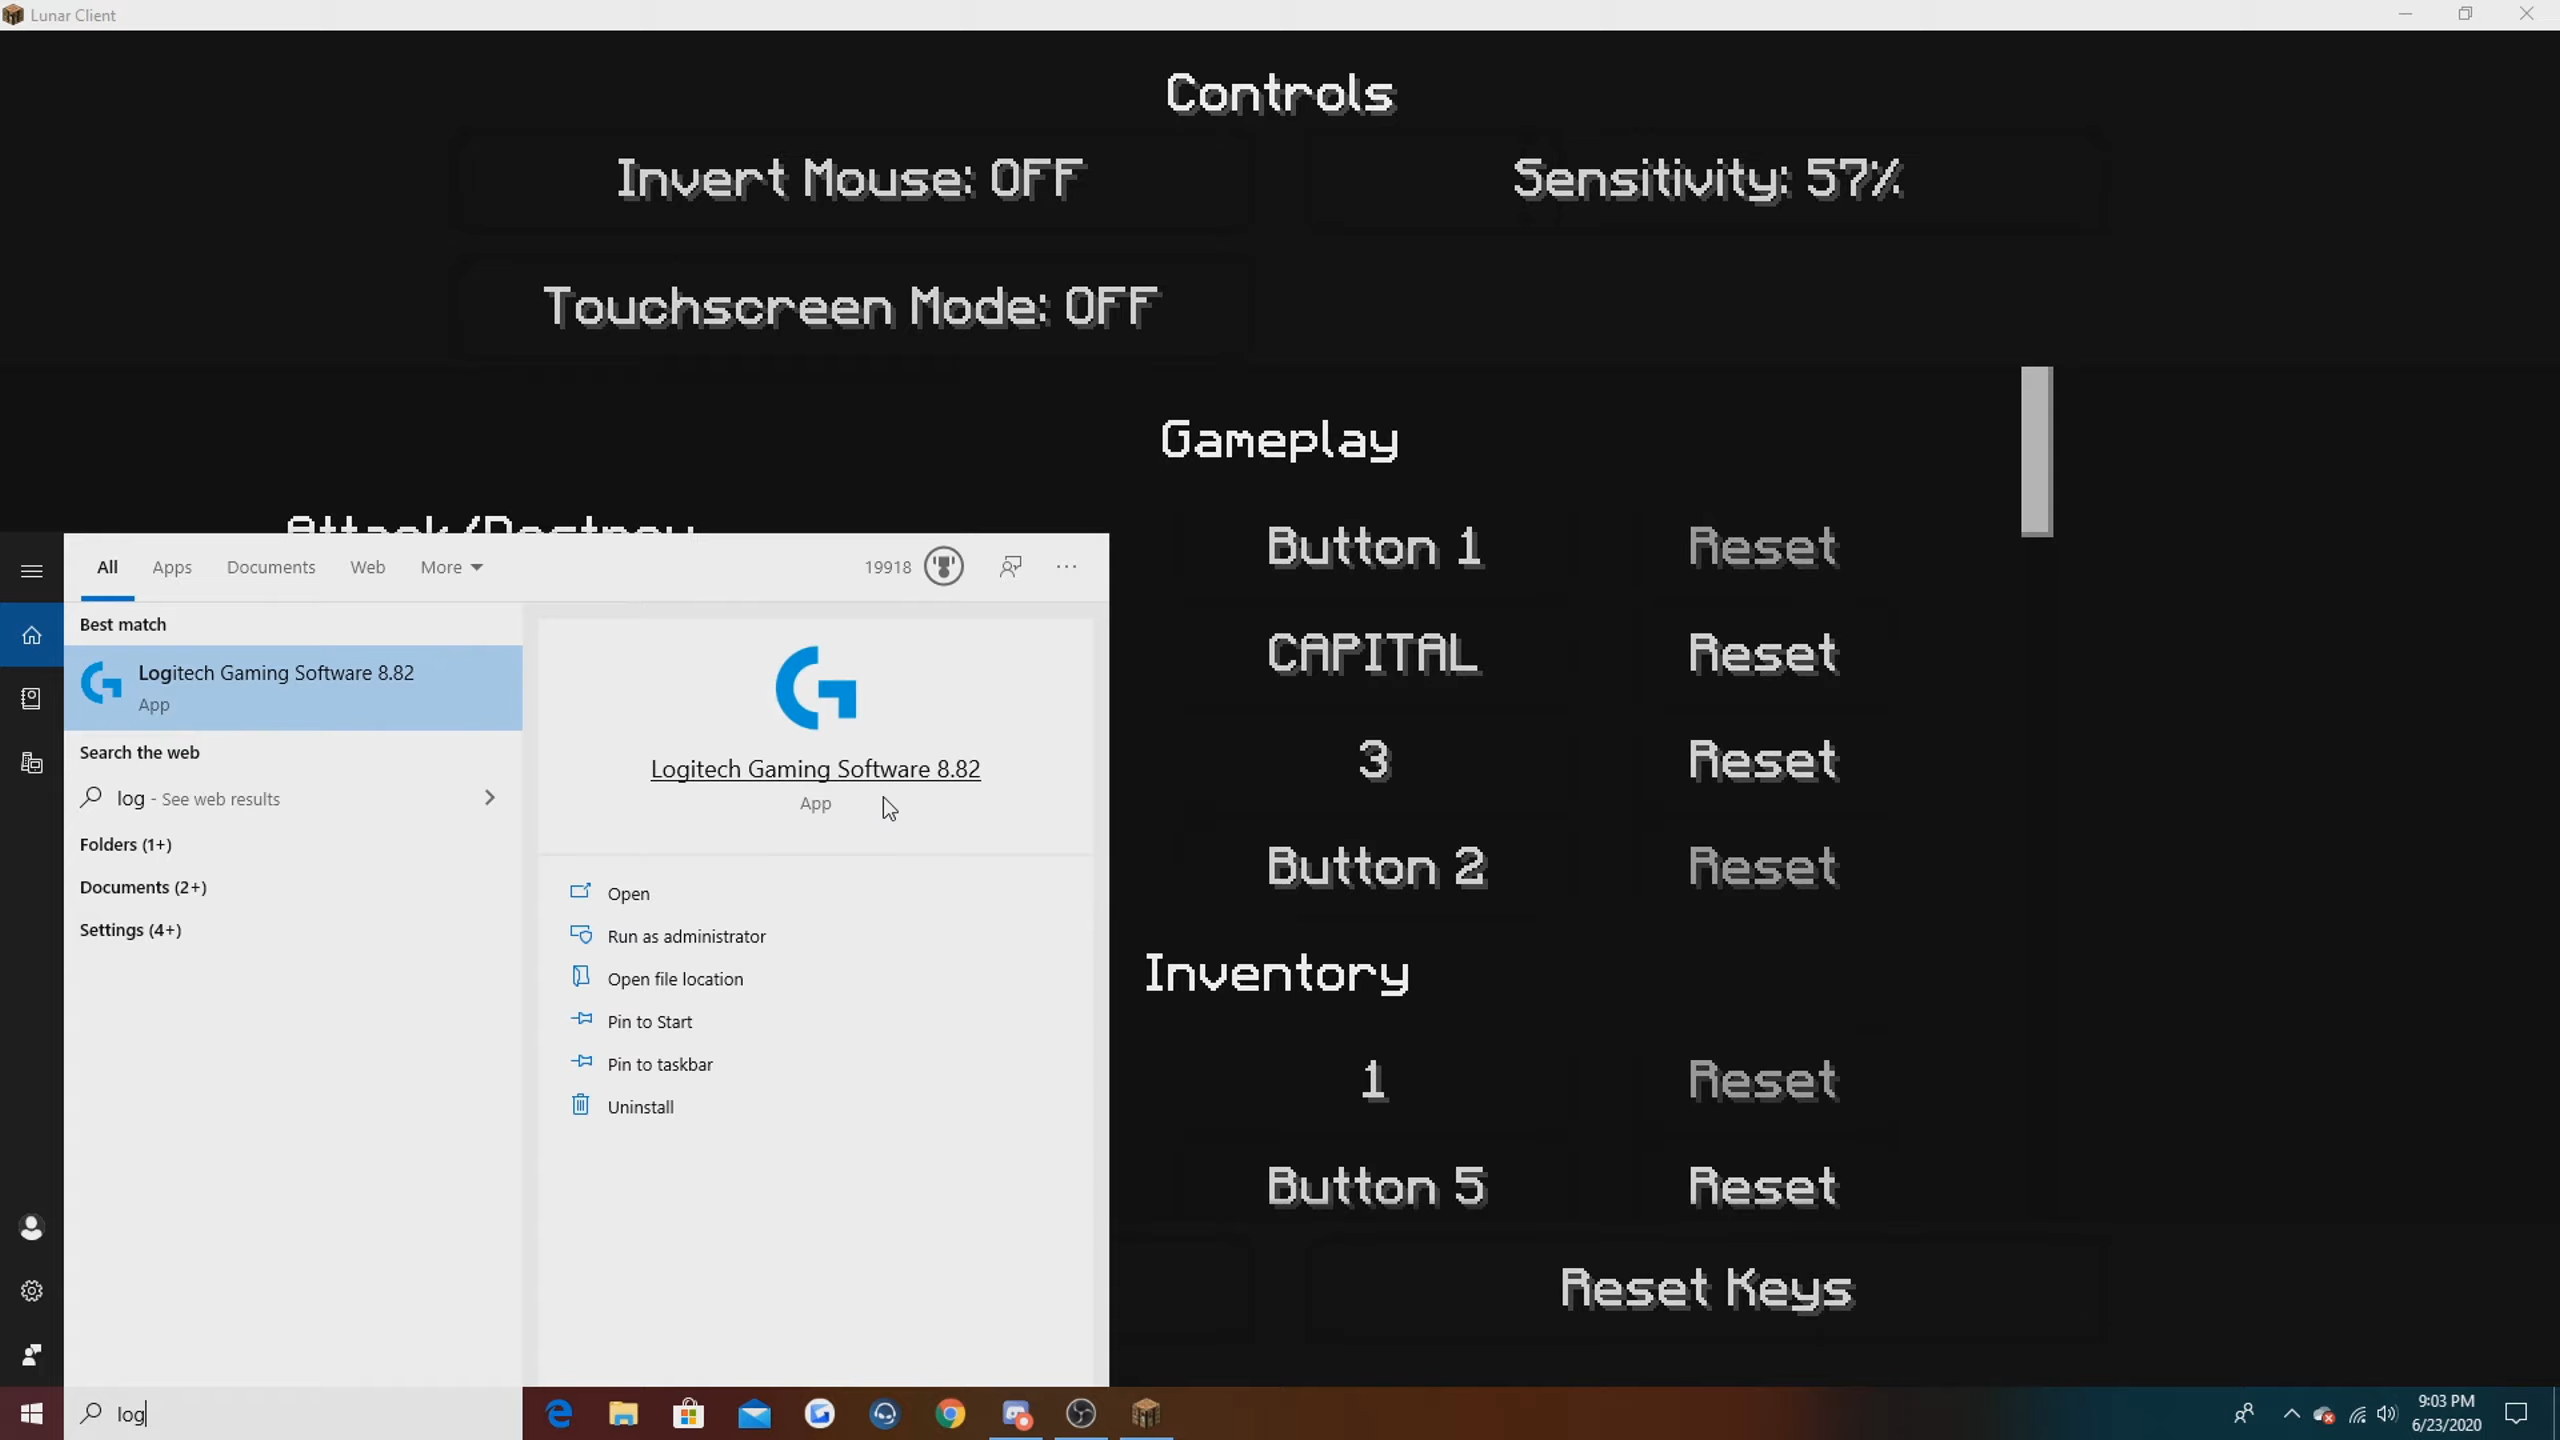 Lunar Client
Controls
Invert Mouse: OFF
Sensitivity: 57%
Touchscreen Mode: OFF
Gameplay
Attack/Destroy
Button 1
Reset
CAPITAL
Reset
3
Reset
Button 2
Reset
Inventory
1
Reset
Button 5
Reset
Reset Keys
All
Apps
Documents
Web
More
19918
Best match
Logitech Gaming Software 8.82
App
Search the web
log - See web results
Folders (1+)
Documents (2+)
Settings (4+)
Logitech Gaming Software 8.82
App
Open
Run as administrator
Open file location
Pin to Start
Pin to taskbar
Uninstall
log
9:03 PM
6/23/2020